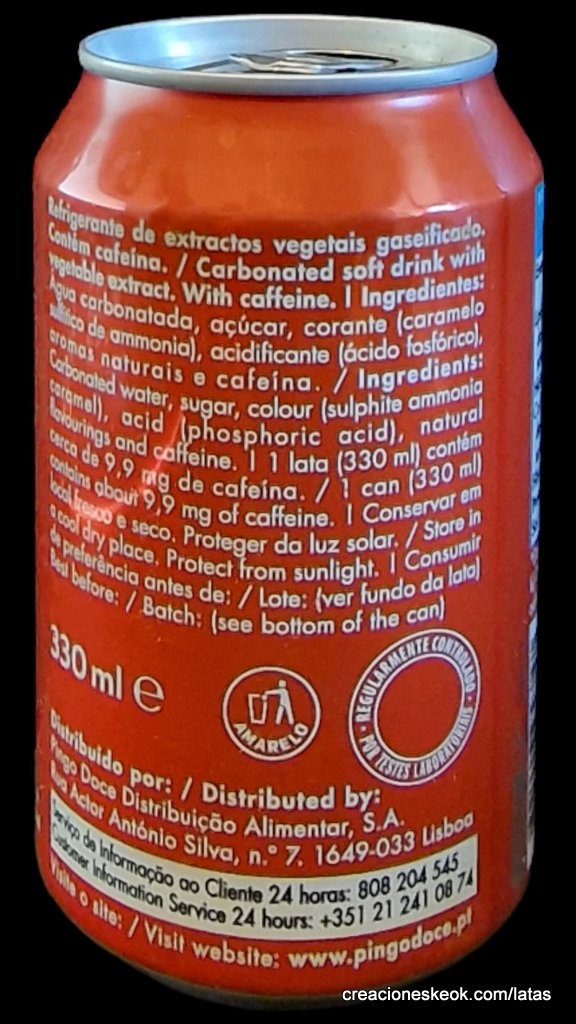 Refrigerante de extractos vegetais gaseificado.
Contém cafeína. / Carbonated soft drink with
vegetable extract. With caffeine. | Ingredientes:
Água carbonatada, açúcar, corante (caramelo
sulfítico de ammonia), acidificante (ácido fosfórico),
aromas naturais e cafeína. / Ingredients:
Carbonated water, sugar, colour (sulphite ammonia
caramel), acid (phosphoric acid), natural
flavourings and caffeine. | 1 lata (330 ml) contém
cerca de 9,9 mg de cafeína. / 1 can (330 ml)
contains about 9,9 mg of caffeine. | Conservar em
local fresco e seco. Proteger da luz solar. / Store in
a cool dry place. Protect from sunlight. | Consumir
de preferência antes de: / Lote: (ver fundo da lata)
Best before: / Batch: (see bottom of the can)
330 ml e
AMARELO
REGULARMENTE CONTROLADO
• POR TESTES LABORATORIAIS •
Distribuído por: / Distributed by:
Pingo Doce Distribuição Alimentar, S.A.
Rua Actor António Silva, n.º 7, 1649-033 Lisboa
Serviço de Informação ao Cliente 24 horas: 808 204 545
Customer Information Service 24 hours: +351 21 241 08 74
Visite o site: / Visit website: www.pingodoce.pt
creacioneskeok.com/latas